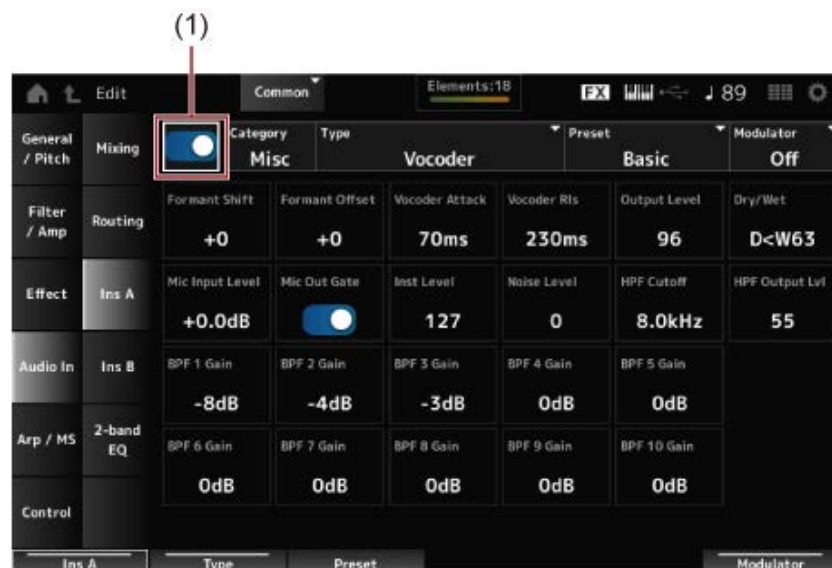 (1)
Edit
Common
Elements:18
FX
89
General / Pitch
Mixing
Category
Misc
Type
Vocoder
Preset
Basic
Modulator
Off
Filter / Amp
Routing
Formant Shift
+0
Formant Offset
+0
Vocoder Attack
70ms
Vocoder Rls
230ms
Output Level
96
Dry/Wet
D<W63
Effect
Ins A
Mic Input Level
+0.0dB
Mic Out Gate
Inst Level
127
Noise Level
0
HPF Cutoff
8.0kHz
HPF Output Lvl
55
Audio In
Ins B
BPF 1 Gain
-8dB
BPF 2 Gain
-4dB
BPF 3 Gain
-3dB
BPF 4 Gain
0dB
BPF 5 Gain
0dB
Arp / MS
2-band EQ
BPF 6 Gain
0dB
BPF 7 Gain
0dB
BPF 8 Gain
0dB
BPF 9 Gain
0dB
BPF 10 Gain
0dB
Control
Ins A
Type
Preset
Modulator